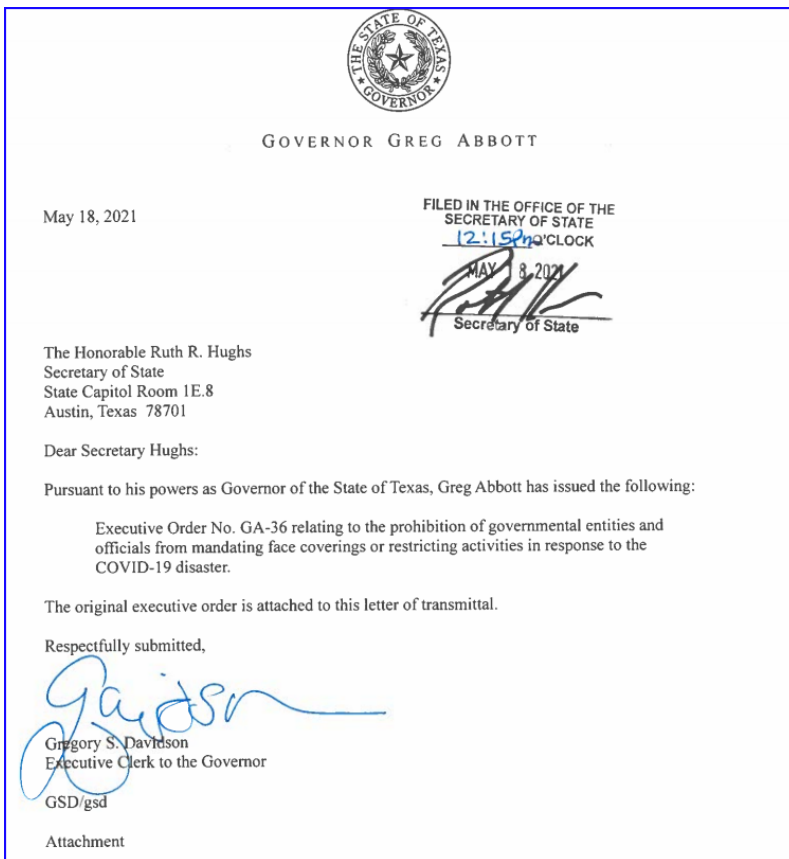 THE STATE OF TEXAS
GOVERNOR
GOVERNOR GREG ABBOTT
May 18, 2021
FILED IN THE OFFICE OF THE
SECRETARY OF STATE
12:15pm O'CLOCK
MAY 18 2021
Secretary of State
The Honorable Ruth R. Hughs
Secretary of State
State Capitol Room 1E.8
Austin, Texas 78701
Dear Secretary Hughs:
Pursuant to his powers as Governor of the State of Texas, Greg Abbott has issued the following:
Executive Order No. GA-36 relating to the prohibition of governmental entities and
officials from mandating face coverings or restricting activities in response to the
COVID-19 disaster.
The original executive order is attached to this letter of transmittal.
Respectfully submitted,
Gregory S. Davidson
Executive Clerk to the Governor
GSD/gsd
Attachment